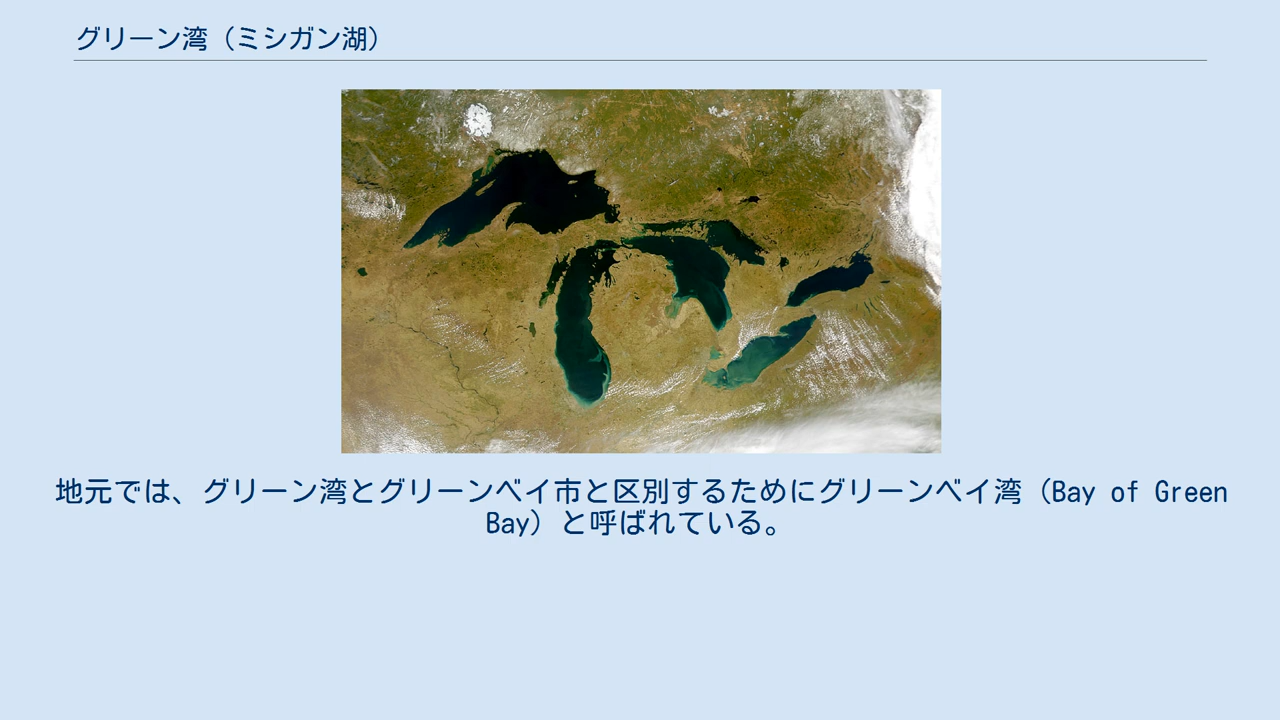 グリーン湾（ミシガン湖）
地元では、グリーン湾とグリーンベイ市と区別するためにグリーンベイ湾（Bay of Green
Bay）と呼ばれている。